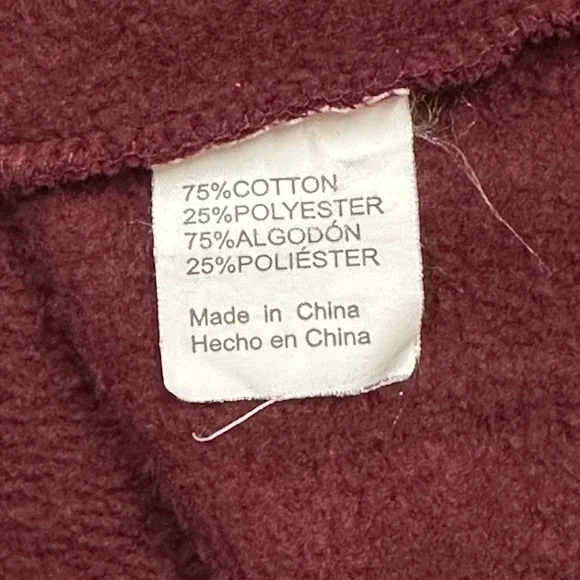 75%COTTON
25%POLYESTER
75%ALGODÓN
25%POLIÉSTER
Made in China
Hecho en China